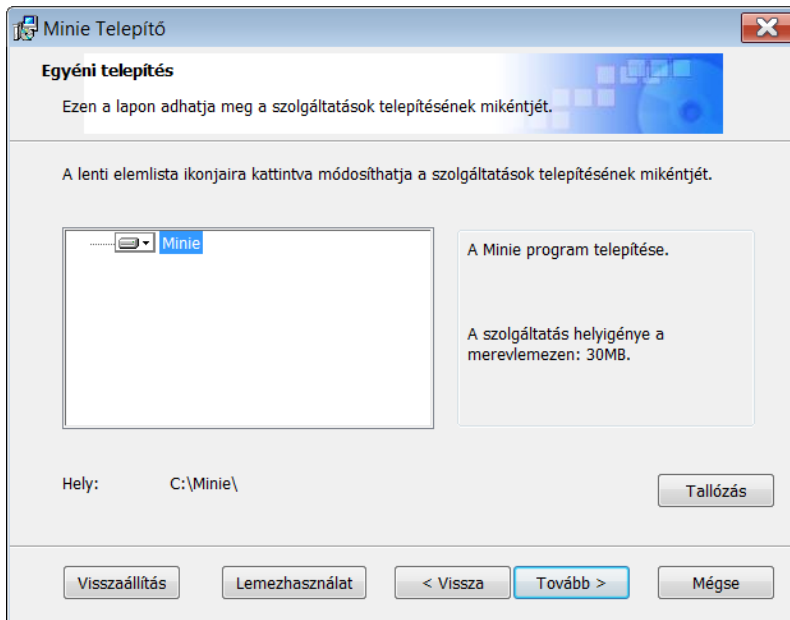 Minie Telepítő
Egyéni telepítés
Ezen a lapon adhatja meg a szolgáltatások telepítésének mikéntjét.
A lenti elemlista ikonjaira kattintva módosíthatja a szolgáltatások telepítésének mikéntjét.
Minie
A Minie program telepítése.
A szolgáltatás helyigénye a
merevlemezen: 30MB.
Hely: C:\Minie\
Tallózás
Visszaállítás Lemezhasználat < Vissza Tovább > Mégse